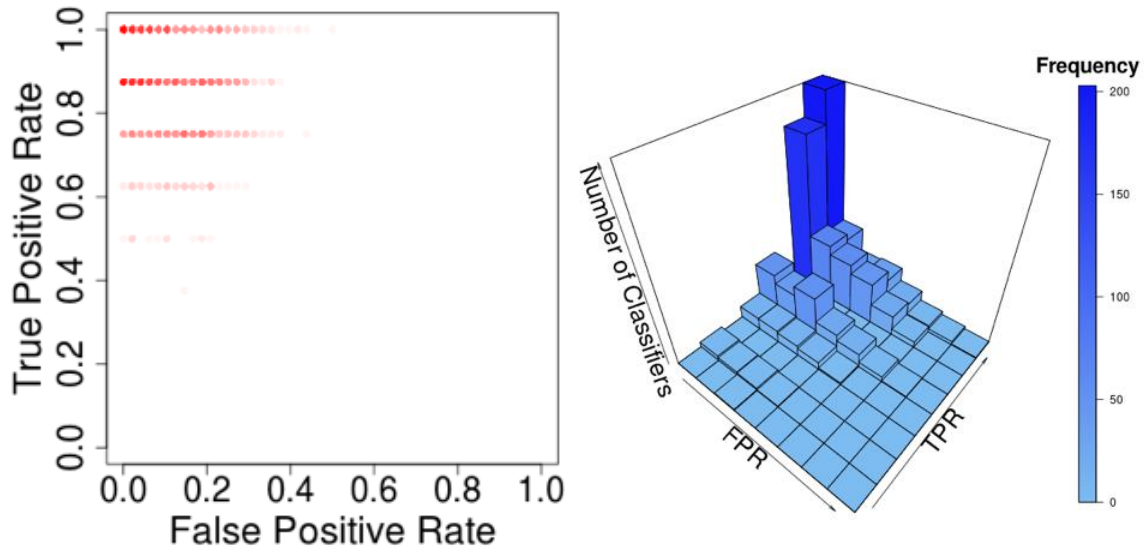 True Positive Rate
1.0
0.8
0.6
0.4
0.2
0.0
0.0 0.2 0.4 0.6 0.8 1.0
False Positive Rate
Number of Classifiers
FPR
TPR
Frequency
200
150
100
50
0